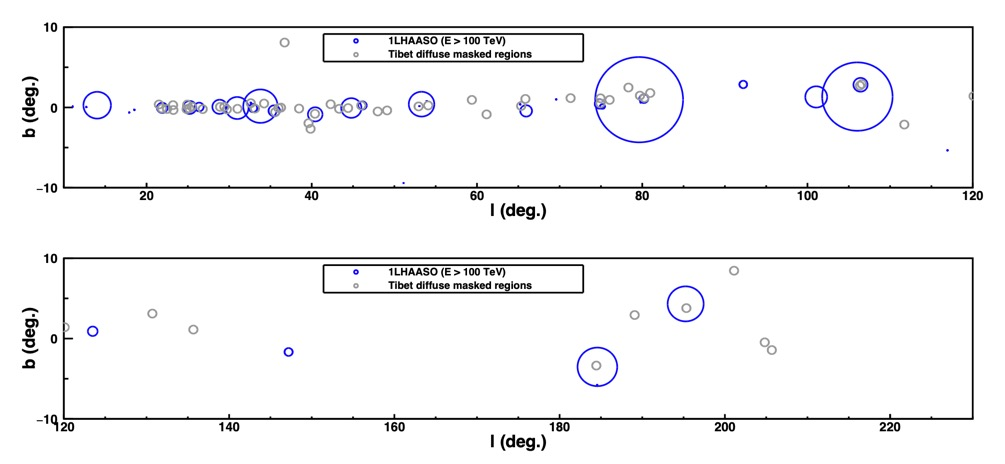 10
1LHAASO (E > 100 TeV)
Tibet diffuse masked regions
0
b (deg.)
−10
20 40 60 80 100 120
l (deg.)
10
1LHAASO (E > 100 TeV)
Tibet diffuse masked regions
0
b (deg.)
−10
120 140 160 180 200 220
l (deg.)